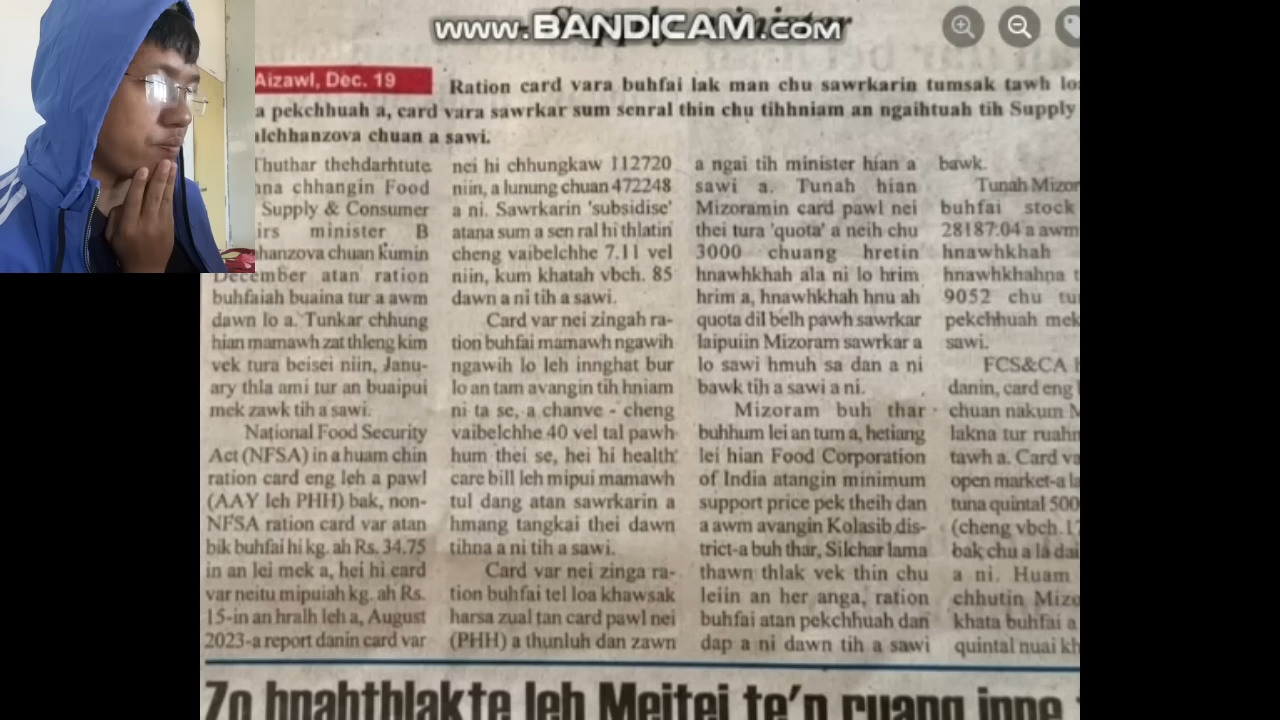 Supply minister
www.BANDICAM.com
Aizawl, Dec. 19
Ration card vara buhfai lak man chu sawrkarin tumsak tawh
a pekchhuah a, card vara sawrkar sum senral thin chu tihhniam an ngaihtuah tih Supply
chuan a sawi.
Thuthar thehdarhtute
chhangin Food
Supply & Consumer
minister B
chuan kumin
December atan ration
buhfaiah buaina tur a awm
dawn lo a. Tunkar chhung
hian mamawh zat thleng kim
vek tura beisei niin, Janu-
ary thla ami tur an buaipui
mek zawk tih a sawi.
National Food Security
Act (NFSA) in a huam chin
ration card eng leh a pawl
(AAY leh PHH) bak, non-
NFSA ration card var atan
bik buhfai hi kg. ah Rs. 34.75
in an lei mek a, hei hi card
var neitu mipuiah kg. ah Rs.
15-in an hralh leh a, August
2023-a report danin card var
nei hi chhungkaw 112720
niin, a lunung chuan 472248
a ni. Sawrkarin 'subsidise'
atana sum a sen ral hi thlatin
cheng vaibelchhe 7.11 vel
niin, kum khatah vbch. 85
dawn a ni tih a sawi.
Card var nei zingah ra-
tion buhfai mamawh ngawih
ngawih lo leh innghat bur
lo an tam avangin tih hniam
ni ta se, a chanve - cheng
vaibelchhe 40 vel tal pawh
hum thei se, hei hi health
care bill leh mipui mamawh
tul dang atan sawrkarin a
hmang tangkai thei dawn
tihna a ni tih a sawi.
Card var nei zinga ra-
tion buhfai tel loa khawsak
harsa zual tan card pawl nei
(PHH) a thunluh dan zawn
a ngai tih minister hian a
sawi a. Tunah hian
Mizoramin card pawl nei
thei tura 'quota' a neih chu
3000 chuang hretin
hnawhkhah ala ni lo hrim
hrim a, hnawhkhah hnu ah
quota dil belh pawh sawrkar
laipuiin Mizoram sawrkar a
lo sawi hmuh sa dan a ni
bawk tih a sawi a ni.
Mizoram buh thar
buhhum lei an tum a, hetiang
lei hian Food Corporation
of India atangin minimum
support price pek theih dan
a awm avangin Kolasib dis-
trict-a buh thar, Silchar lama
thawn thlak vek thin chu
leiin an her anga, ration
buhfai atan pekchhuah dan
dap a ni dawn tih a sawi
bawk.
Tunah
buhfai stock
28187.04 a awm
hnawhkhah
hnawhkhahna
9052 chu
pekchhuah mek
sawi.
FCS&CA
danin, card eng
chuan nakum
lakna tur
tawh a. Card
open market-a
tuna quintal
(cheng vbch.
bak chu a la
a ni. Huam
chhutin
khata buhfai a
quintal nuai
Zo hnahthlakte leh Meitei te'n ruang inpe